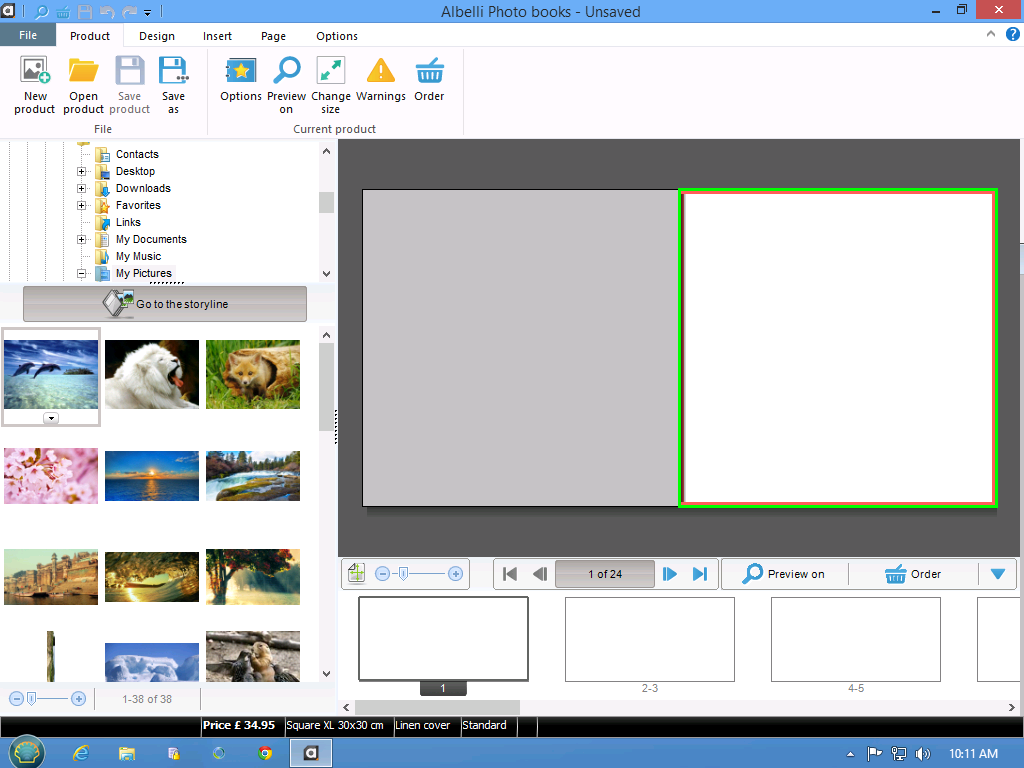 Albelli Photo books - Unsaved
File Product Design Insert Page Options
New product
Open product
Save product
Save as
Options
Preview on
Change size
Warnings
Order
File
Current product
Contacts
Desktop
Downloads
Favorites
Links
My Documents
My Music
My Pictures
Go to the storyline
1 of 24
Preview on
Order
1
2-3
4-5
1-38 of 38
Price £ 34.95 Square XL 30x30 cm Linen cover Standard
10:11 AM